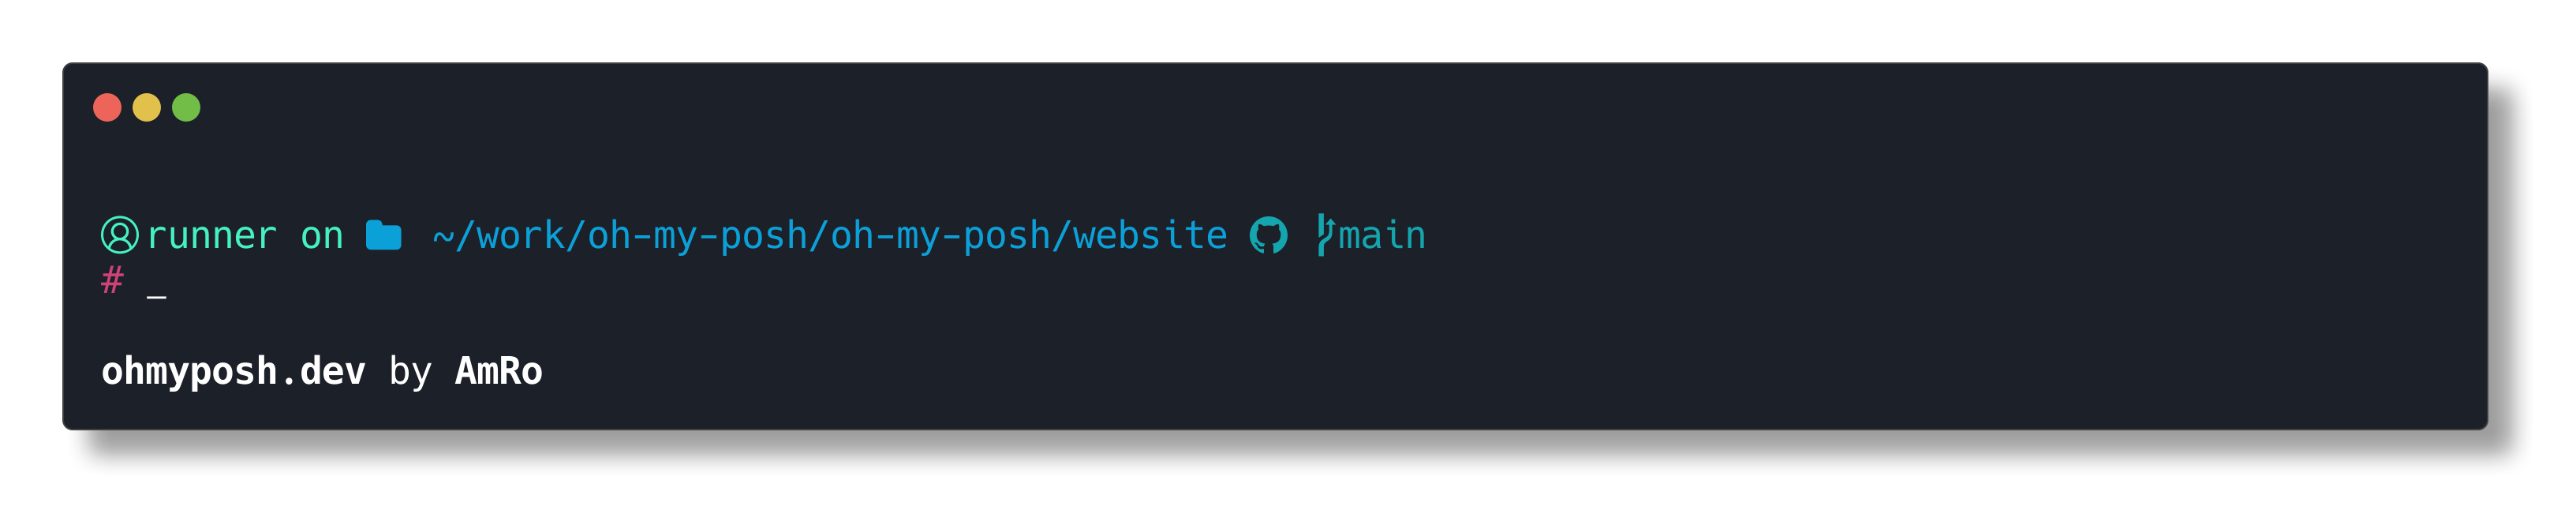 runner on ~/work/oh-my-posh/oh-my-posh/website main
# _
ohmyposh.dev by AmRo